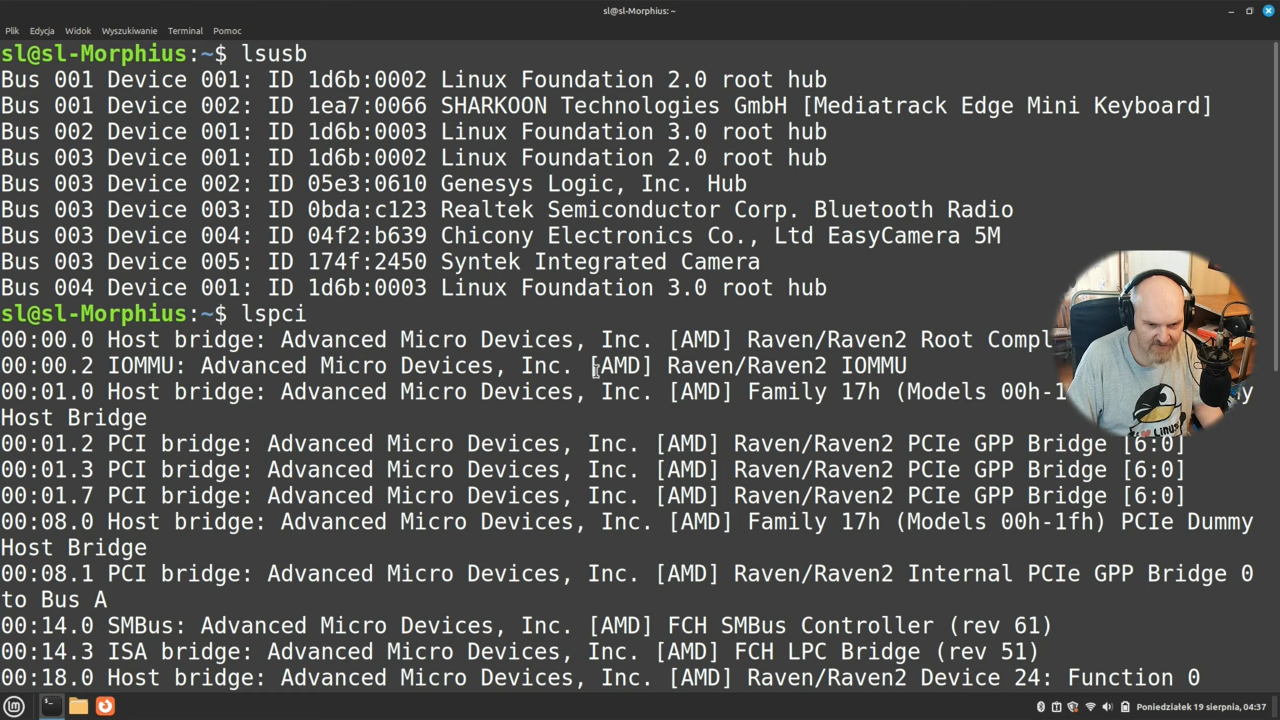 sl@sl-Morphius: ~
Plik Edycja Widok Wyszukiwanie Terminal Pomoc
sl@sl-Morphius:~$ lsusb
Bus 001 Device 001: ID 1d6b:0002 Linux Foundation 2.0 root hub
Bus 001 Device 002: ID 1ea7:0066 SHARKOON Technologies GmbH [Mediatrack Edge Mini Keyboard]
Bus 002 Device 001: ID 1d6b:0003 Linux Foundation 3.0 root hub
Bus 003 Device 001: ID 1d6b:0002 Linux Foundation 2.0 root hub
Bus 003 Device 002: ID 05e3:0610 Genesys Logic, Inc. Hub
Bus 003 Device 003: ID 0bda:c123 Realtek Semiconductor Corp. Bluetooth Radio
Bus 003 Device 004: ID 04f2:b639 Chicony Electronics Co., Ltd EasyCamera 5M
Bus 003 Device 005: ID 174f:2450 Syntek Integrated Camera
Bus 004 Device 001: ID 1d6b:0003 Linux Foundation 3.0 root hub
sl@sl-Morphius:~$ lspci
00:00.0 Host bridge: Advanced Micro Devices, Inc. [AMD] Raven/Raven2 Root
00:00.2 IOMMU: Advanced Micro Devices, Inc. [AMD] Raven/Raven2 IOMMU
00:01.0 Host bridge: Advanced Micro Devices, Inc. [AMD] Family 17h (Models
Host Bridge
00:01.2 PCI bridge: Advanced Micro Devices, Inc. [AMD] Raven/Raven2 PCIe GPP Bridge [6:0]
00:01.3 PCI bridge: Advanced Micro Devices, Inc. [AMD] Raven/Raven2 PCIe GPP Bridge [6:0]
00:01.7 PCI bridge: Advanced Micro Devices, Inc. [AMD] Raven/Raven2 PCIe GPP Bridge [6:0]
00:08.0 Host bridge: Advanced Micro Devices, Inc. [AMD] Family 17h (Models 00h-1fh) PCIe Dummy
Host Bridge
00:08.1 PCI bridge: Advanced Micro Devices, Inc. [AMD] Raven/Raven2 Internal PCIe GPP Bridge 0
to Bus A
00:14.0 SMBus: Advanced Micro Devices, Inc. [AMD] FCH SMBus Controller (rev 61)
00:14.3 ISA bridge: Advanced Micro Devices, Inc. [AMD] FCH LPC Bridge (rev 51)
00:18.0 Host bridge: Advanced Micro Devices, Inc. [AMD] Raven/Raven2 Device 24: Function 0
Poniedziałek 19 sierpnia, 04:37